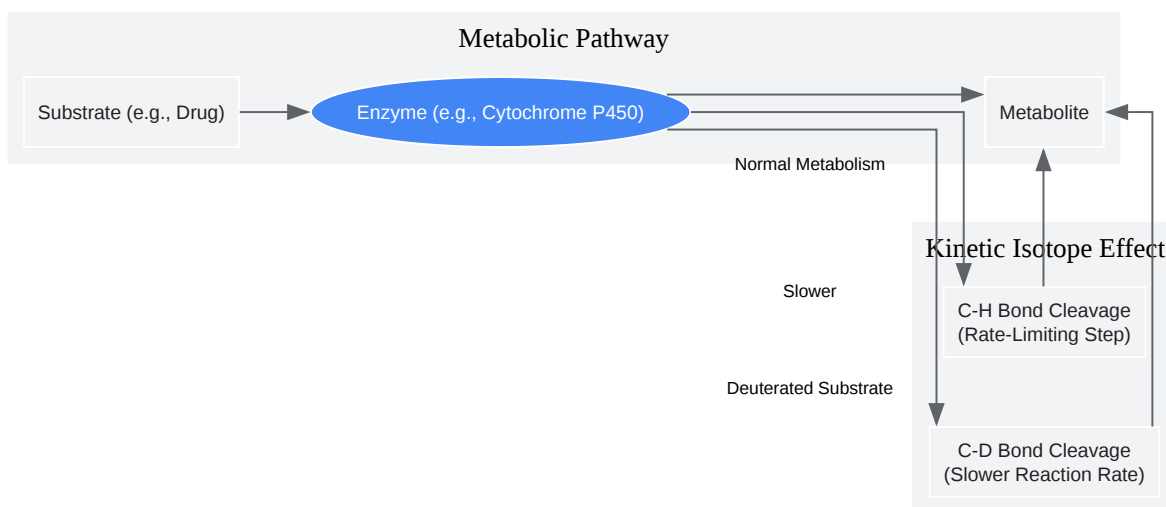 Metabolic Pathway
Substrate (e.g., Drug)
Enzyme (e.g., Cytochrome P450)
Metabolite
Normal Metabolism
Kinetic Isotope Effect
Slower
C-H Bond Cleavage
(Rate-Limiting Step)
Deuterated Substrate
C-D Bond Cleavage
(Slower Reaction Rate)